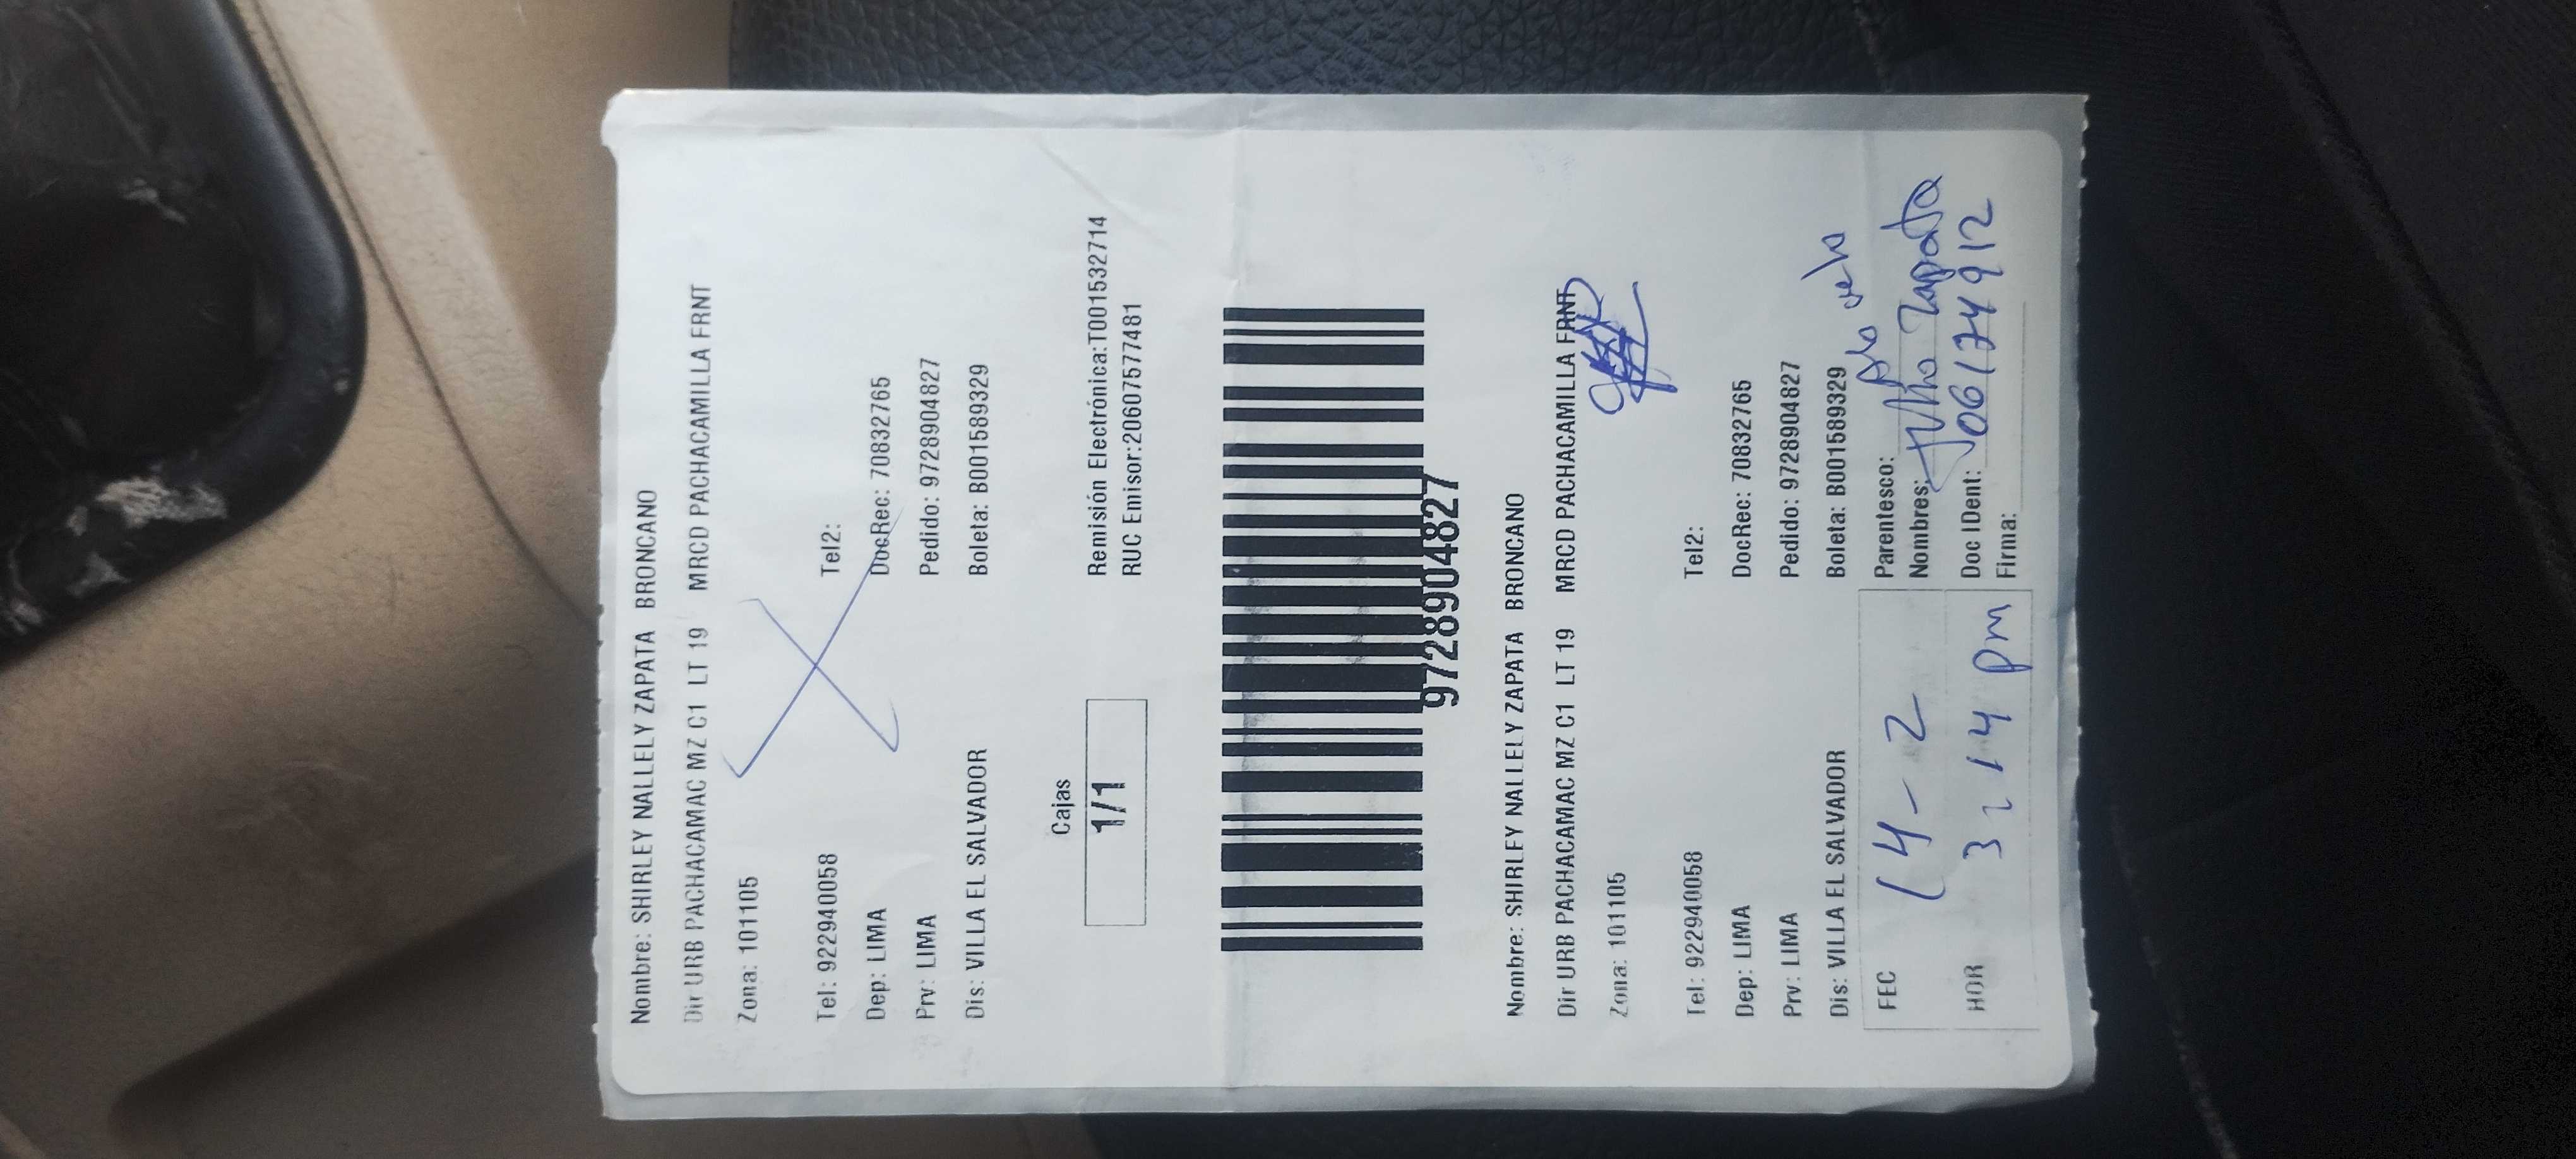 Nombre: SHIRLEY NALLELY ZAPATA BRONCANO
Dir URB PACHACAMAC MZ C1 LT 19 MRCD PACHACAMILLA FRNT
Zona: 101105
Tel: 922940058 Tel2:
Dep: LIMA DocRec: 70832765
Prv: LIMA Pedido: 9728904827
Dis: VILLA EL SALVADOR Boleta: B001589329
Cajas
1/1
Remisión Electrónica:T001532714
RUC Emisor:20607577481
9728904827
Nombre: SHIRLEY NALLELY ZAPATA BRONCANO
Dir URB PACHACAMAC MZ C1 LT 19 MRCD PACHACAMILLA FRNT
Zona: 101105
Tel: 922940058 Tel2:
Dep: LIMA DocRec: 70832765
Prv: LIMA Pedido: 9728904827
Dis: VILLA EL SALVADOR Boleta: B001589329
FEC 14-2
HOR 3:14 pm
Parentesco:
Nombres: Julho Zapata
Doc IDent: 06174912
Firma: